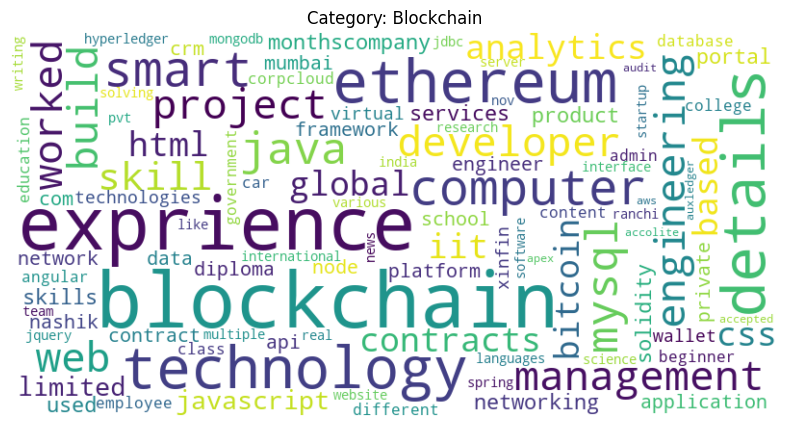 Category: Blockchain
hyperledger mongodb monthscompany jdbc database
writing smart crm mumbai ethereum analytics server audit portal
solving corpcloud
worked build project virtual services nov product startup college
pvt framework research
html java developer engineering details
education skill government india engineer interface admin based
car global various computer aws auxledger
com technologies school content ranchi
exprience like iit news xinfin software accolite
network data international node apex mysql private
angular diploma platform bitcoin solidity
skills blockchain accepted
team nashik contract multiple api real contracts wallet css
jquery class languages science beginner
web technology spring management
limited website
used employee javascript different networking application